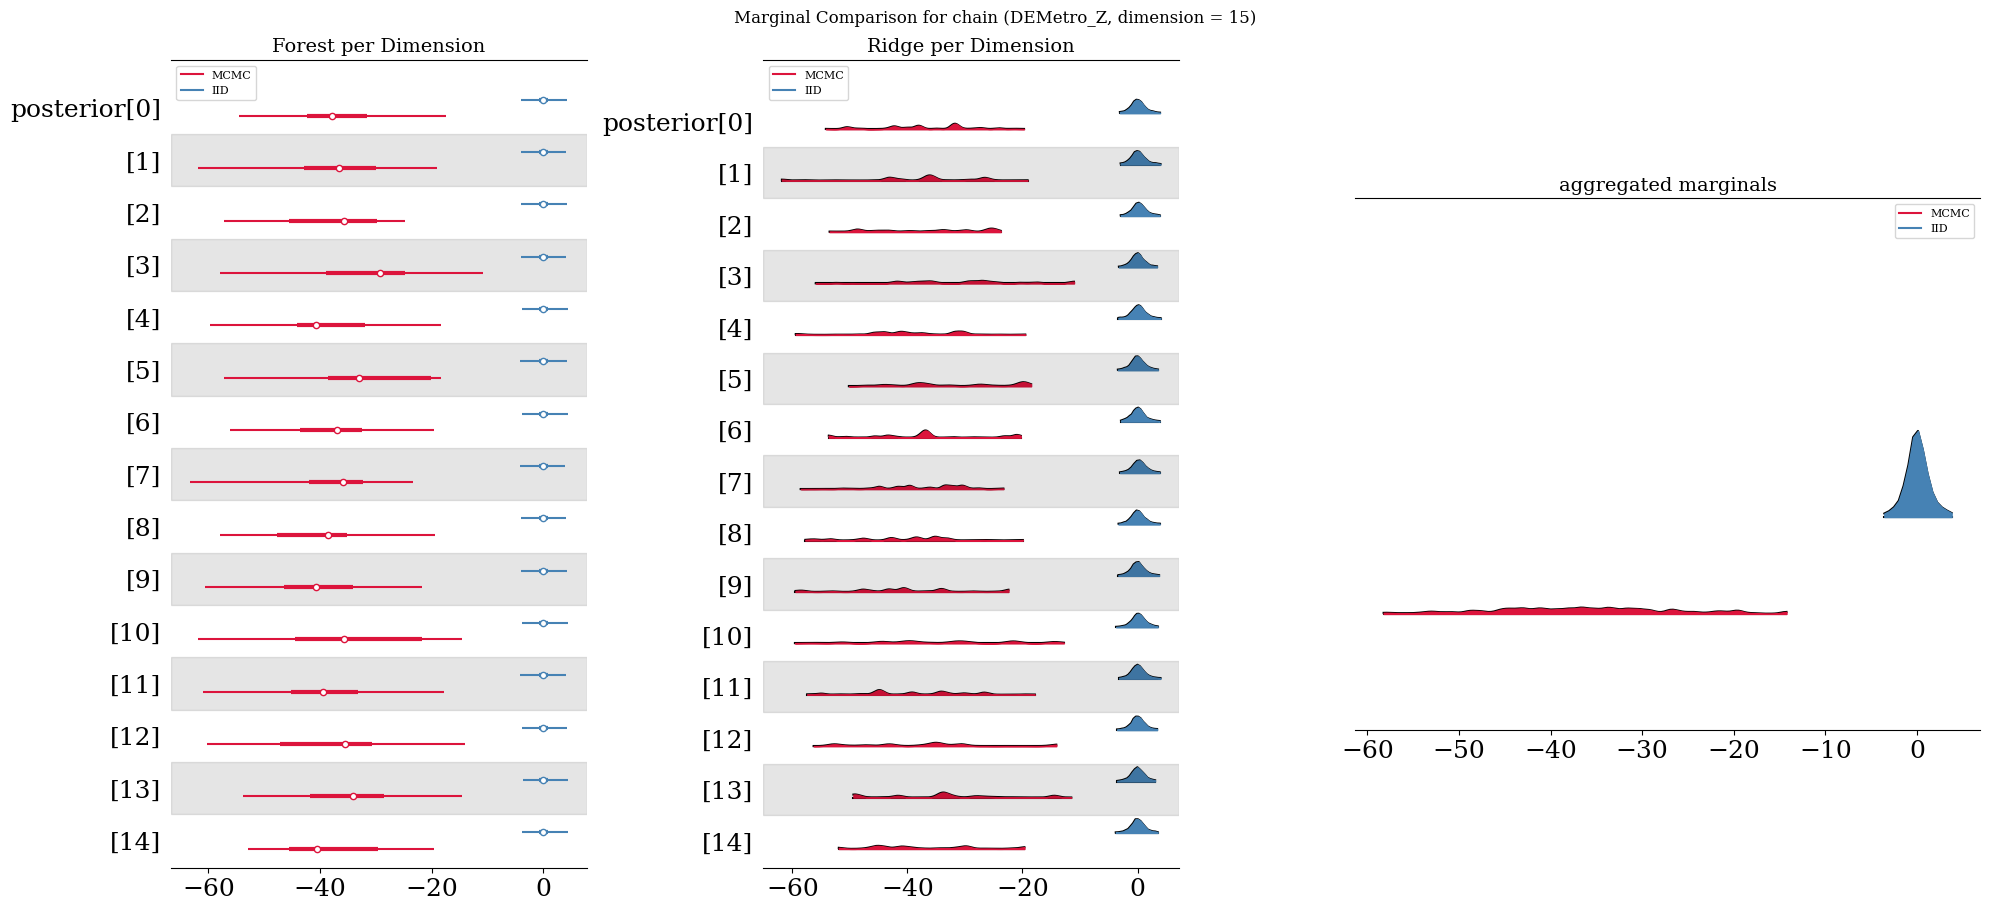 Marginal Comparison for chain (DEMetro_Z, dimension = 15)
Forest per Dimension
MCMC
IID
posterior[0]
[1]
[2]
[3]
[4]
[5]
[6]
[7]
[8]
[9]
[10]
[11]
[12]
[13]
[14]
−60 −40 −20 0
Ridge per Dimension
MCMC
IID
posterior[0]
[1]
[2]
[3]
[4]
[5]
[6]
[7]
[8]
[9]
[10]
[11]
[12]
[13]
[14]
−60 −40 −20 0
aggregated marginals
MCMC
IID
−60 −50 −40 −30 −20 −10 0